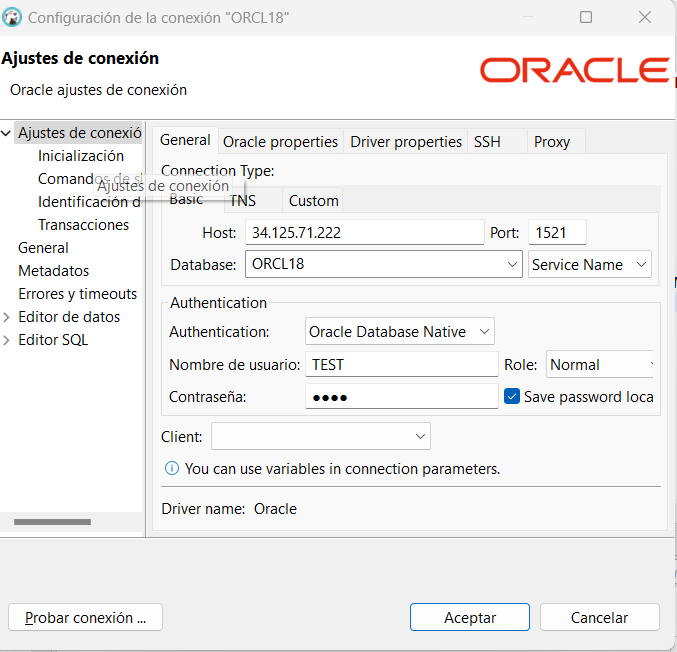 Configuración de la conexión "ORCL18"
Ajustes de conexión
Oracle ajustes de conexión
ORACLE
Ajustes de conexió
Inicialización
Comandos de s
Ajustes de conexión
Identificación d
Transacciones
General
Metadatos
Errores y timeouts
Editor de datos
Editor SQL
General Oracle properties Driver properties SSH Proxy
Connection Type:
Basic TNS Custom
Host: 34.125.71.222 Port: 1521
Database: ORCL18 Service Name
Authentication
Authentication: Oracle Database Native
Nombre de usuario: TEST Role: Normal
Contraseña: •••• Save password loca
Client:
You can use variables in connection parameters.
Driver name: Oracle
Probar conexión ... Aceptar Cancelar